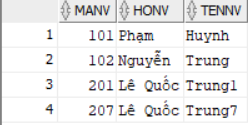 MANV HONV TENNV
1 101 Phạm Huynh
2 102 Nguyễn Trung
3 201 Lê Quốc Trung1
4 207 Lê Quốc Trung7